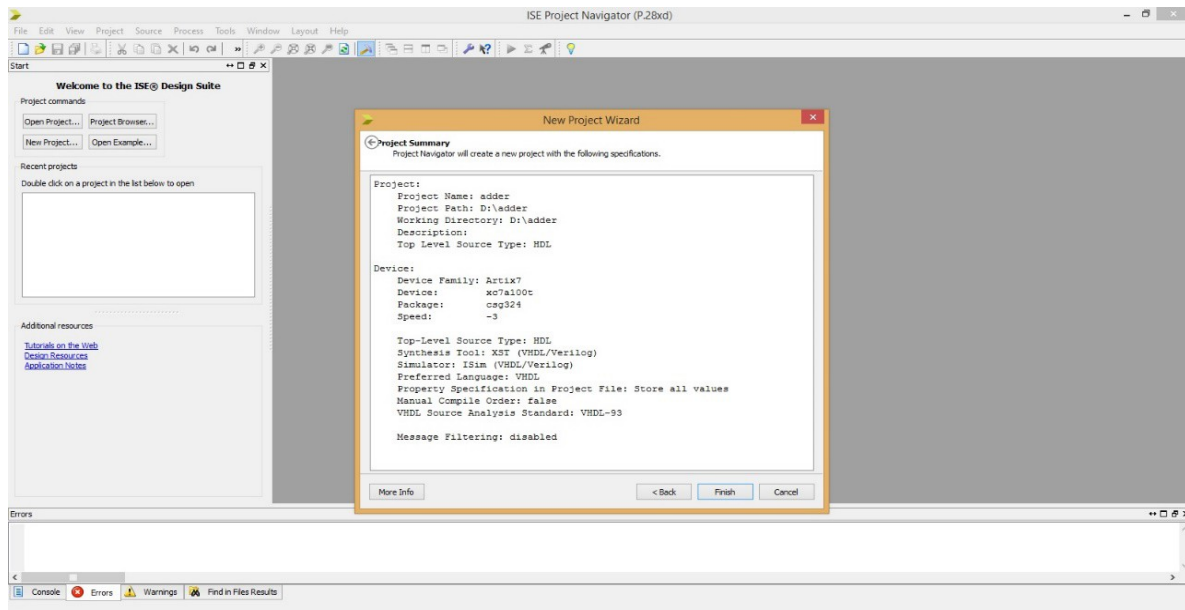 ISE Project Navigator (P.28xd)
File Edit View Project Source Process Tools Window Layout Help
Start
Welcome to the ISE® Design Suite
Project commands
Open Project... Project Browser...
New Project... Open Example...
Recent projects
Double click on a project in the list below to open
Additional resources
Tutorials on the Web
Design Resources
Application Notes
New Project Wizard
Project Summary
Project Navigator will create a new project with the following specifications.
Project:
Project Name: adder
Project Path: D:\adder
Working Directory: D:\adder
Description:
Top Level Source Type: HDL
Device:
Device Family: Artix7
Device: xc7a100t
Package: csg324
Speed: -3
Top-Level Source Type: HDL
Synthesis Tool: XST (VHDL/Verilog)
Simulator: ISim (VHDL/Verilog)
Preferred Language: VHDL
Property Specification in Project File: Store all values
Manual Compile Order: false
VHDL Source Analysis Standard: VHDL-93
Message Filtering: disabled
More Info < Back Finish Cancel
Errors
Console Errors Warnings Find in Files Results